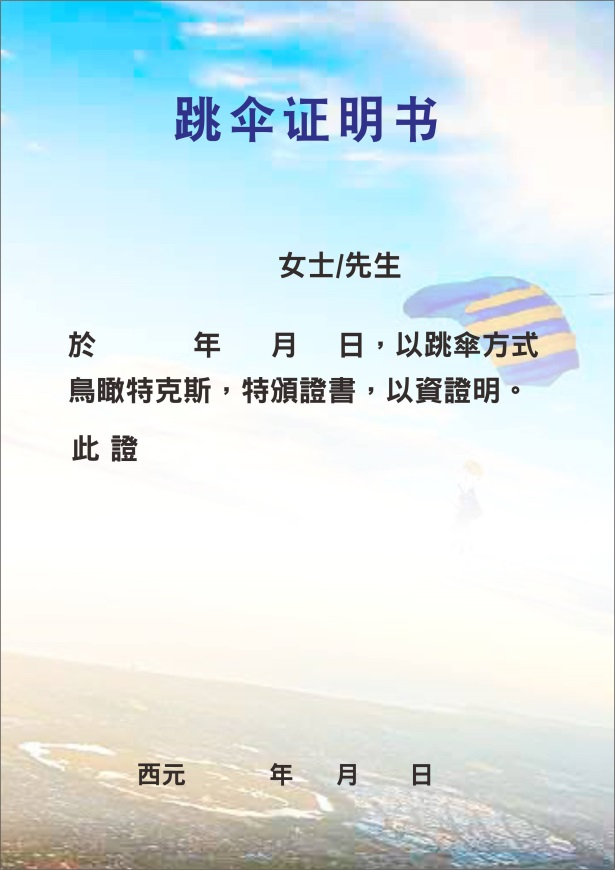 跳伞证明书
女士/先生
於 年 月 日，以跳傘方式
鳥瞰特克斯，特頒證書，以資證明。
此 證
西元 年 月 日